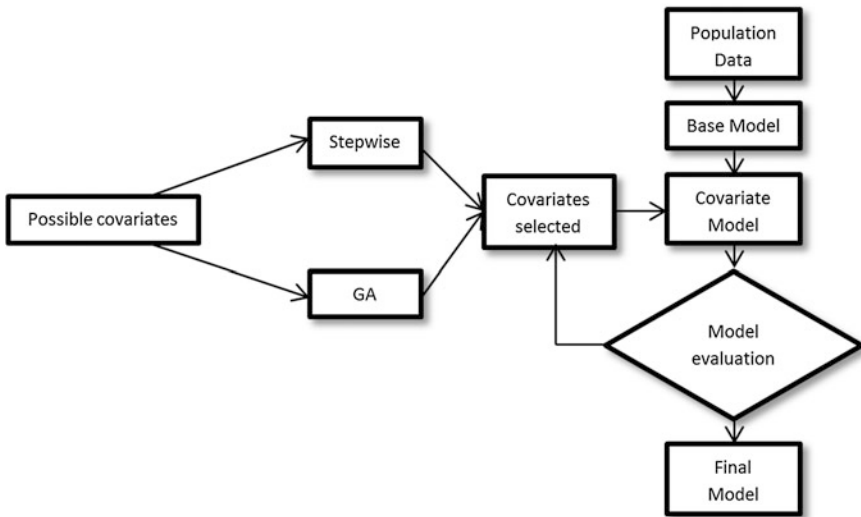 Population
Data
Base Model
Stepwise
Possible covariates
Covariates
selected
Covariate
Model
GA
Model
evaluation
Final
Model